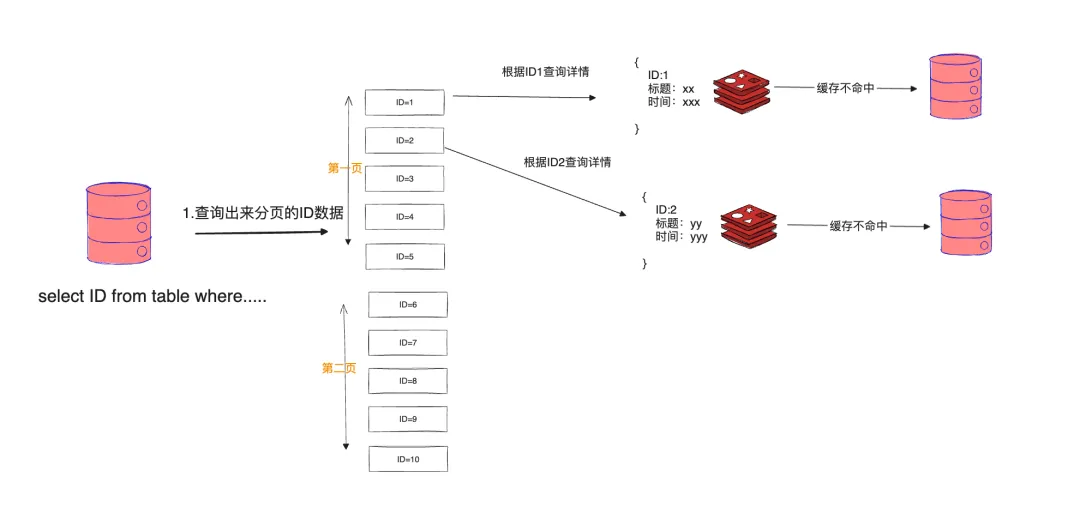 根据ID1查询详情
{
ID:1
标题：xx
时间：xxx
}
缓存不命中
ID=1
ID=2
第一页
根据ID2查询详情
ID=3
1.查询出来分页的ID数据
ID=4
ID=5
{
ID:2
标题：yy
时间：yyy
}
缓存不命中
select ID from table where.....
ID=6
ID=7
第二页
ID=8
ID=9
ID=10